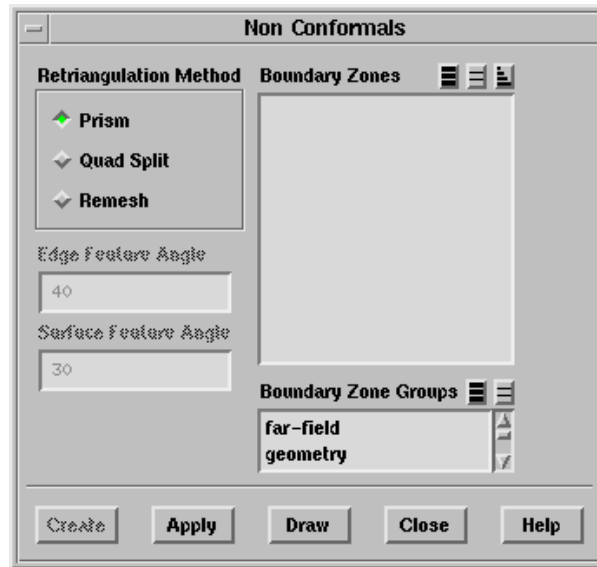 Non Conformals
Retriangulation Method
Prism
Quad Split
Remesh
Edge Feature Angle
40
Surface Feature Angle
30
Boundary Zones
Boundary Zone Groups
far-field
geometry
Create
Apply
Draw
Close
Help